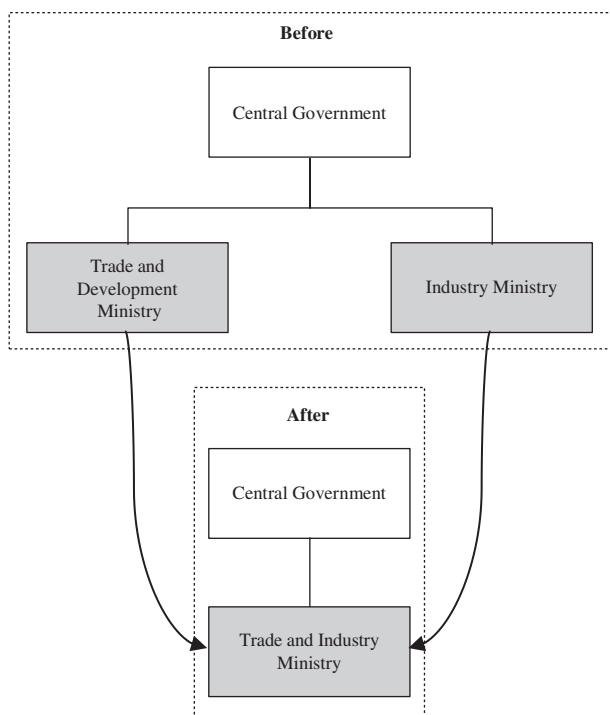 Before
Central Government
Trade and
Development
Ministry
Industry Ministry
After
Central Government
Trade and Industry
Ministry